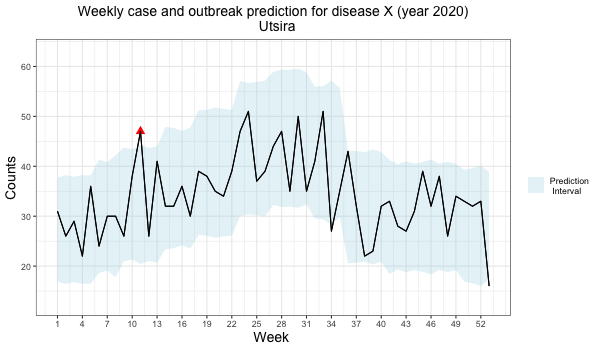 Weekly case and outbreak prediction for disease X (year 2020)
Utsira
Counts
60
50
40
30
20
1 4 7 10 13 16 19 22 25 28 31 34 37 40 43 46 49 52
Week
Prediction
Interval